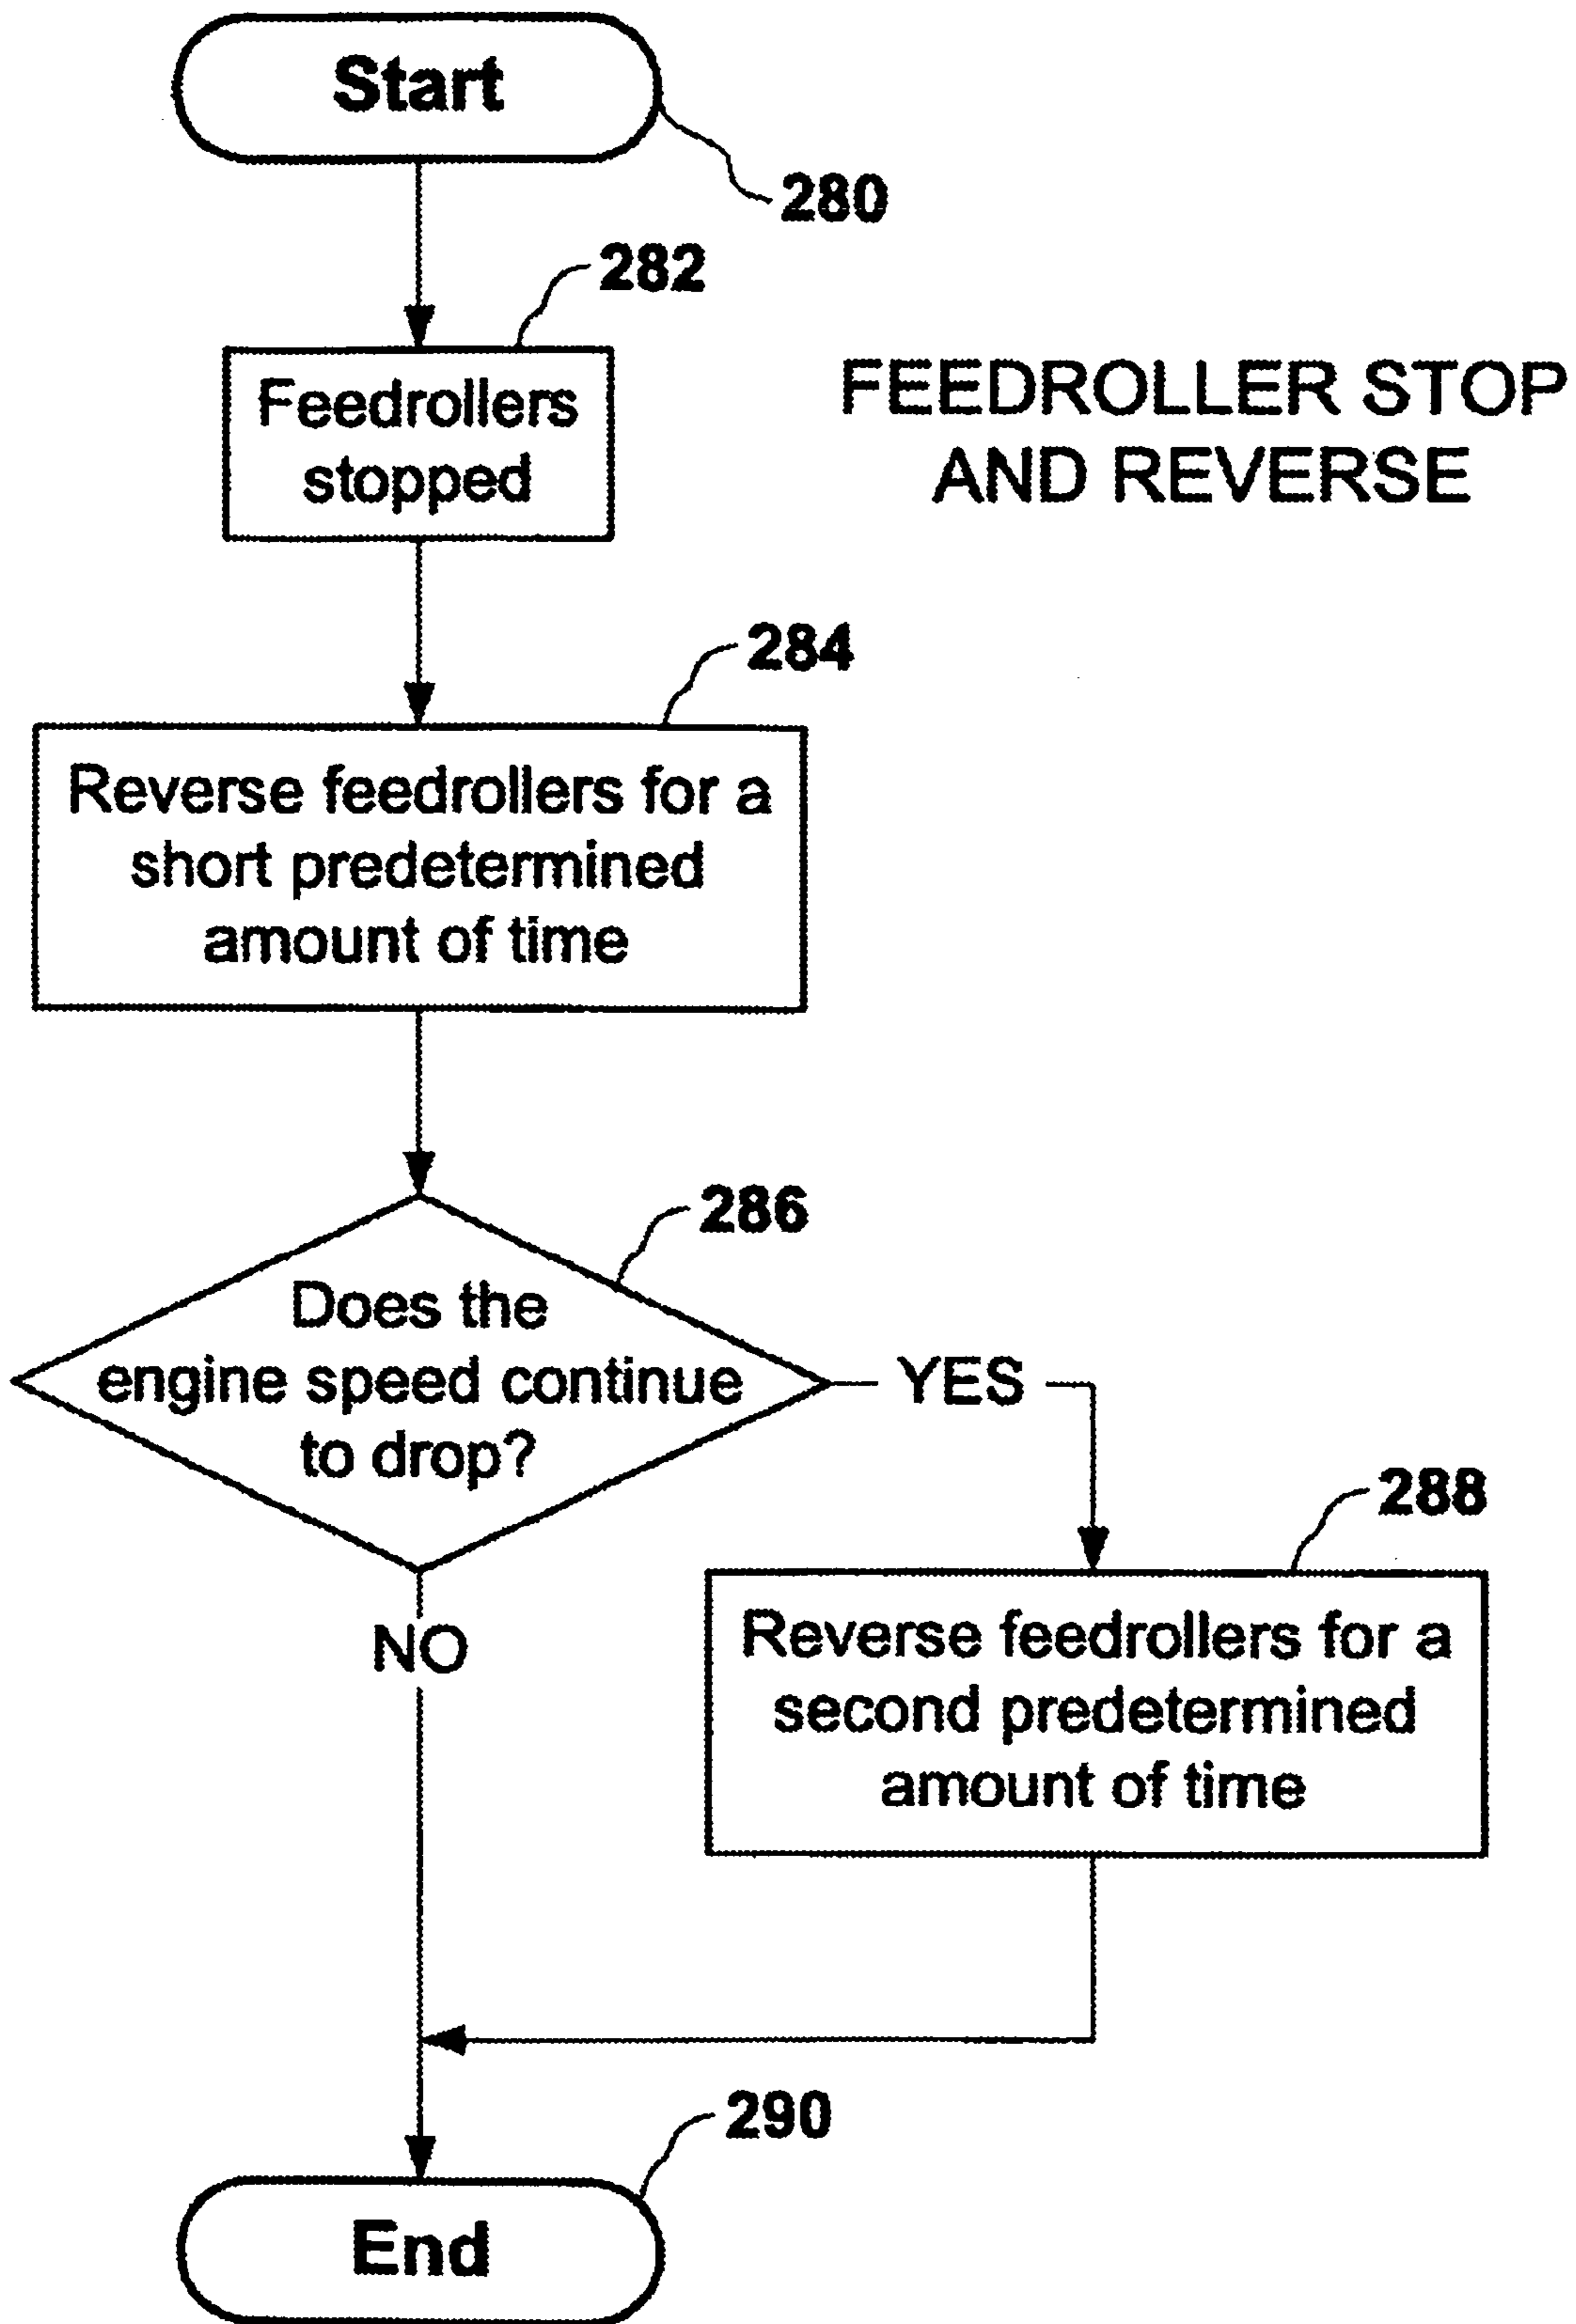 Start
280
282
Feedrollers
stopped
FEEDROLLER STOP
AND REVERSE
284
Reverse feedrollers for a
short predetermined
amount of time
286
Does the
engine speed continue
to drop?
YES
288
NO
Reverse feedrollers for a
second predetermined
amount of time
290
End